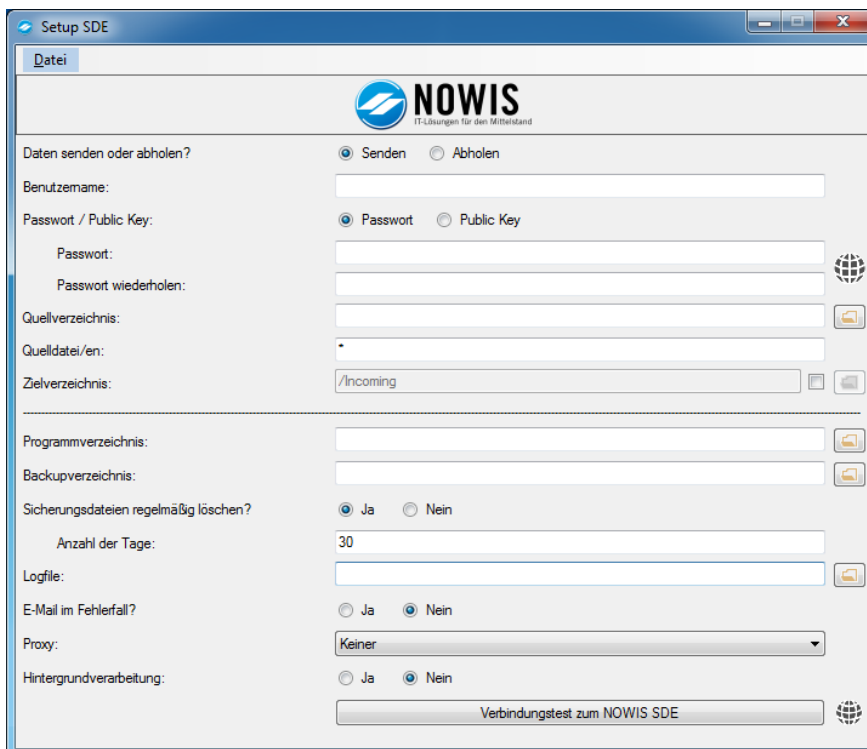 Setup SDE
Datei
NOWIS
IT-Lösungen für den Mittelstand
Daten senden oder abholen? Senden Abholen
Benutzername:
Passwort / Public Key: Passwort Public Key
Passwort:
Passwort wiederholen:
Quellverzeichnis:
Quelldatei/en: *
Zielverzeichnis: /Incoming
Programmverzeichnis:
Backupverzeichnis:
Sicherungsdateien regelmäßig löschen? Ja Nein
Anzahl der Tage: 30
Logfile:
E-Mail im Fehlerfall? Ja Nein
Proxy: Keiner
Hintergrundverarbeitung: Ja Nein
Verbindungstest zum NOWIS SDE